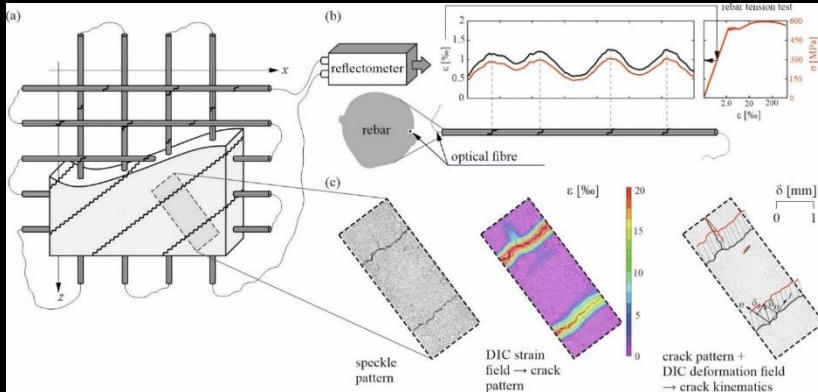 (a)
x
z
(b)
reflectometer
rebar
optical fibre
ε [‰]
2
1.5
1
0.5
0
rebar tension test
600
450
300
150
0
σ [MPa]
2.0
20
200
ε [‰]
(c)
speckle
pattern
ε [‰]
20
15
10
5
0
DIC strain
field → crack
pattern
δ [mm]
0 1
crack pattern +
DIC deformation field
→ crack kinematics